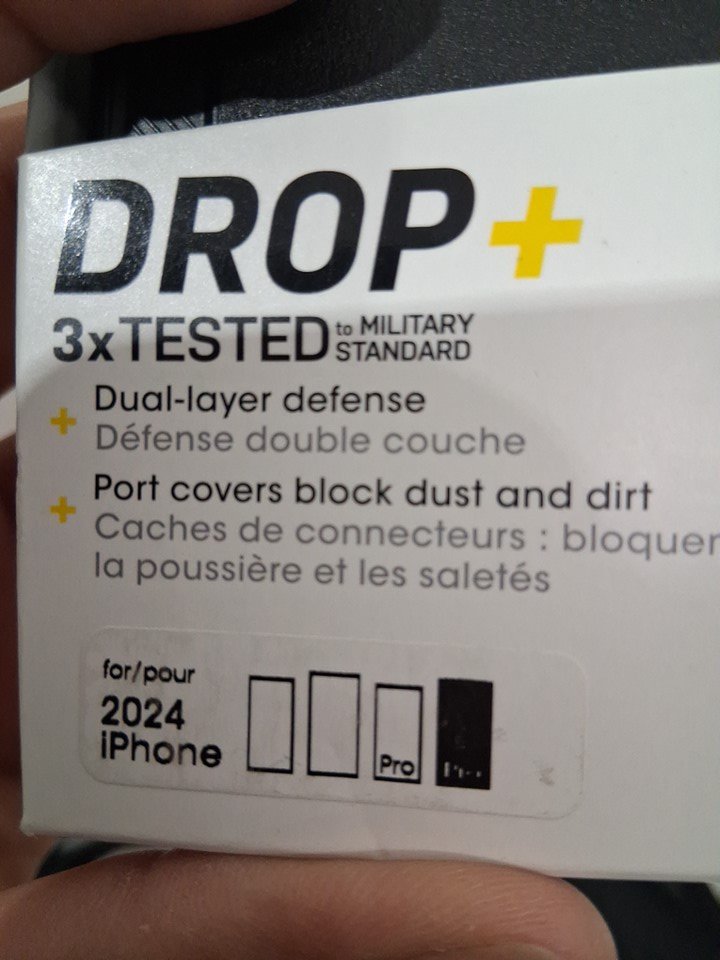 DROP+
3xTESTED to MILITARY STANDARD
+ Dual-layer defense
Défense double couche
+ Port covers block dust and dirt
Caches de connecteurs : bloquer
la poussière et les saletés
for/pour
2024
iPhone
Pro